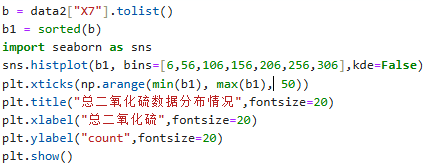 b = data2["X7"].tolist()
b1 = sorted(b)
import seaborn as sns
sns.histplot(b1, bins=[6,56,106,156,206,256,306],kde=False)
plt.xticks(np.arange(min(b1), max(b1), 50))
plt.title("总二氧化硫数据分布情况",fontsize=20)
plt.xlabel("总二氧化硫",fontsize=20)
plt.ylabel("count",fontsize=20)
plt.show()